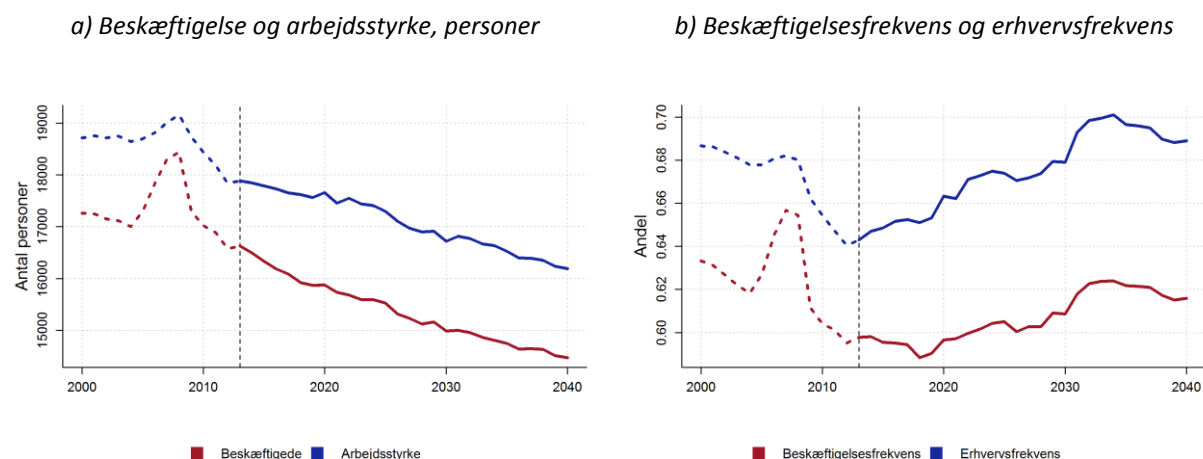 a) Beskæftigelse og arbejdsstyrke, personer
Antal personer
19000
18000
17000
16000
15000
2000 2010 2020 2030 2040
Beskæftigede Arbejdsstyrke
b) Beskæftigelsesfrekvens og erhvervsfrekvens
Andel
0.70
0.68
0.66
0.64
0.62
0.60
2000 2010 2020 2030 2040
Beskæftigelsesfrekvens Erhvervsfrekvens